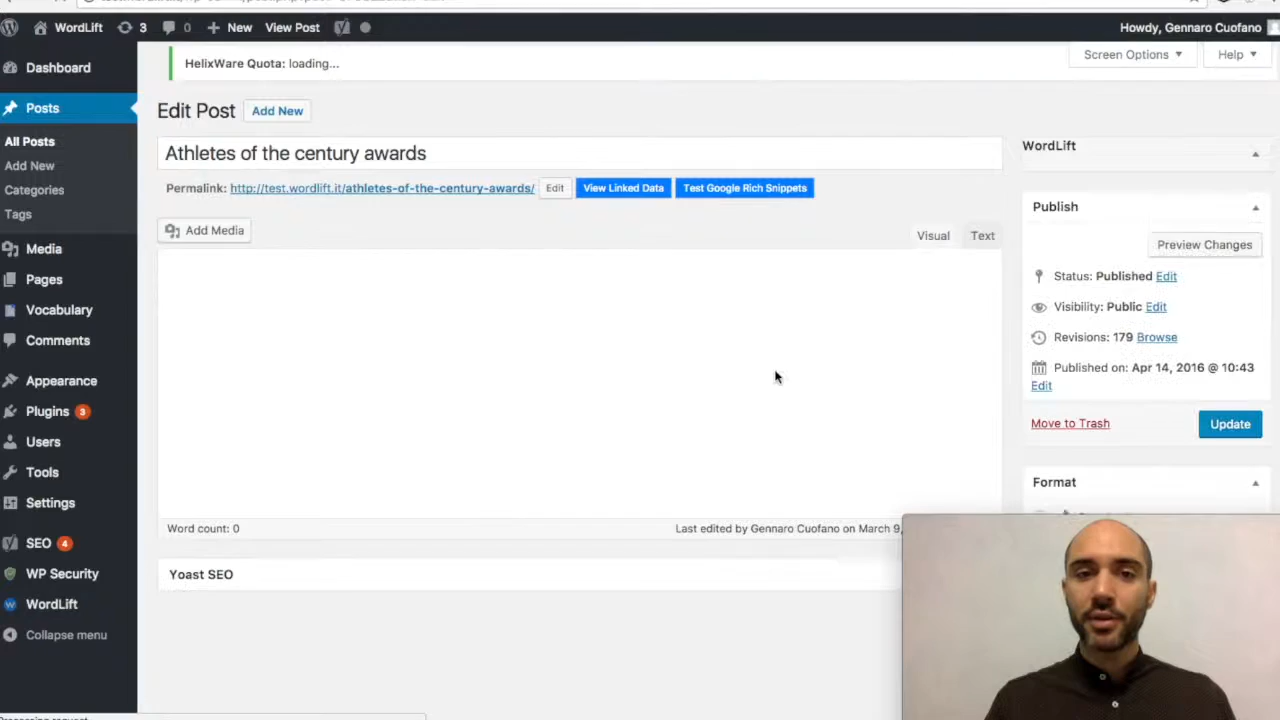 WordLift 3 0 New View Post Howdy, Gennaro Cuofano
Dashboard
Posts
All Posts
Add New
Categories
Tags
Media
Pages
Vocabulary
Comments
Appearance
Plugins 3
Users
Tools
Settings
SEO 4
WP Security
WordLift
Collapse menu
HelixWare Quota: loading...
Screen Options Help
Edit Post Add New
Athletes of the century awards
Permalink: http://test.wordlift.it/athletes-of-the-century-awards/ Edit View Linked Data Test Google Rich Snippets
Add Media
Visual Text
Word count: 0 Last edited by Gennaro Cuofano on March 9,
Yoast SEO
WordLift
Publish
Preview Changes
Status: Published Edit
Visibility: Public Edit
Revisions: 179 Browse
Published on: Apr 14, 2016 @ 10:43
Edit
Move to Trash Update
Format